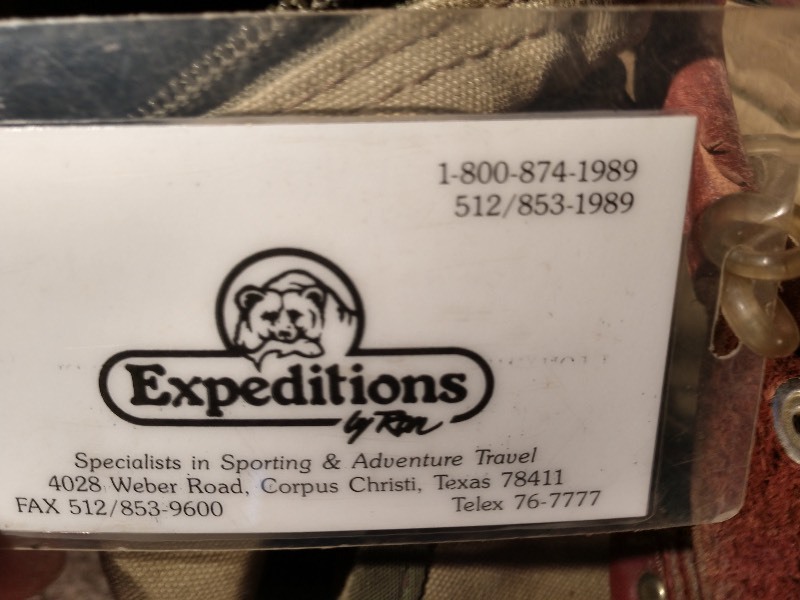 1-800-874-1989
512/853-1989
Expeditions
by Ron
Specialists in Sporting & Adventure Travel
4028 Weber Road, Corpus Christi, Texas 78411
FAX 512/853-9600 Telex 76-7777